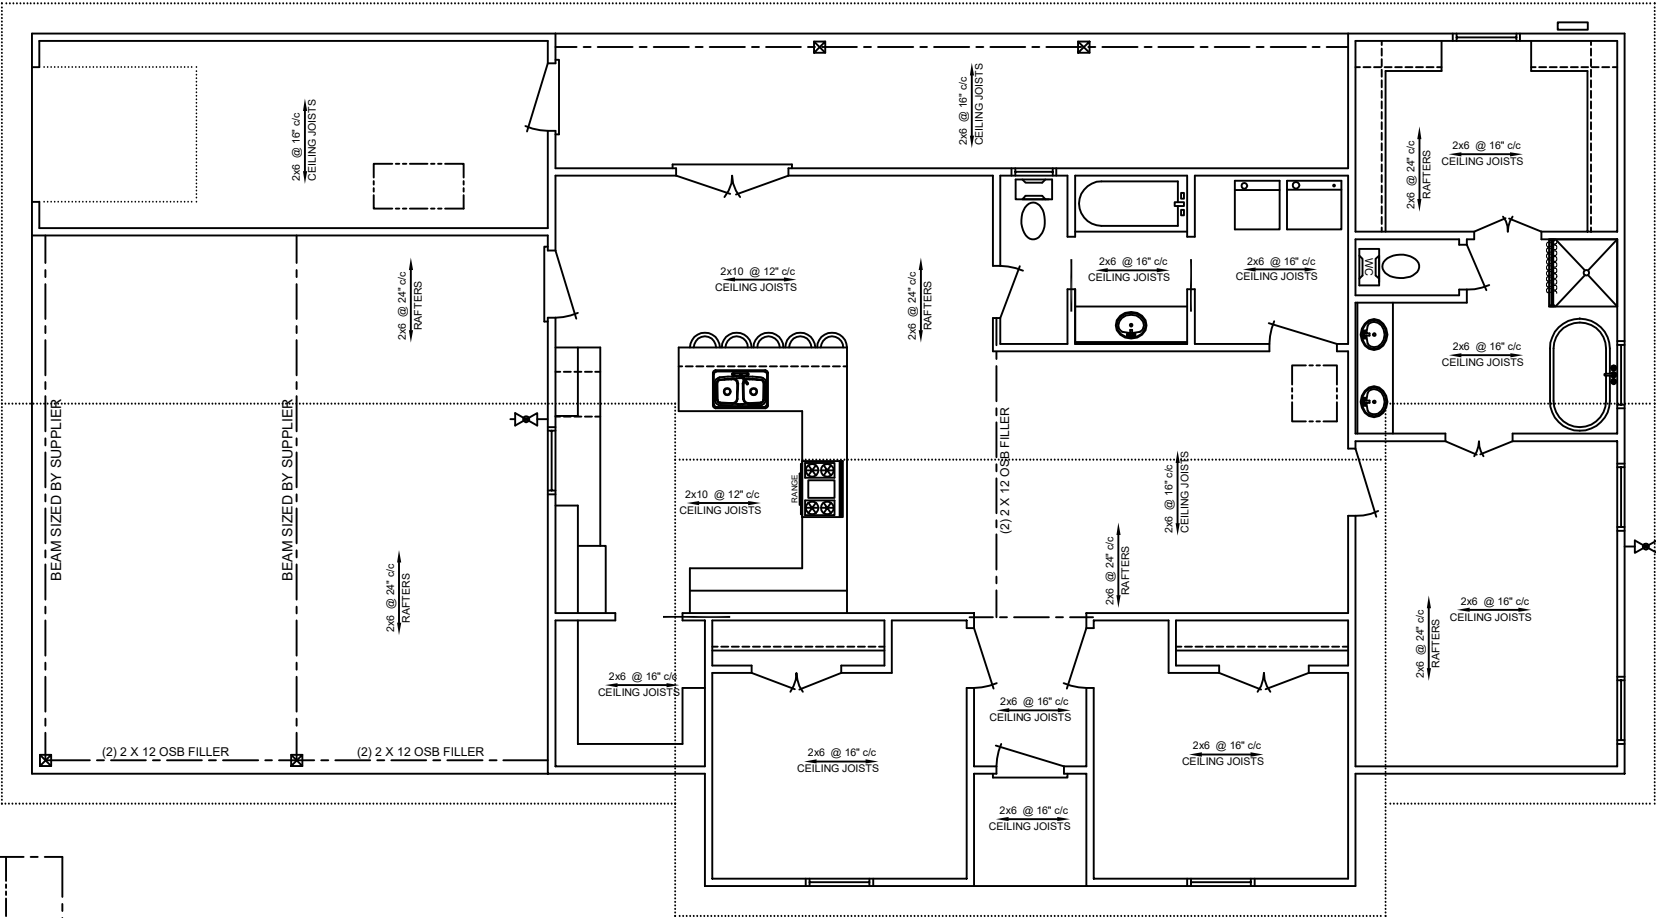 2x6 @ 16" c/c
CEILING JOISTS
2x6 @ 16" c/c
CEILING JOISTS
2x6 @ 24" c/c
RAFTERS
2x6 @ 16" c/c
CEILING JOISTS
2x6 @ 24" c/c
RAFTERS
2x10 @ 12" c/c
CEILING JOISTS
2x6 @ 24" c/c
RAFTERS
2x6 @ 16" c/c
CEILING JOISTS
2x6 @ 16" c/c
CEILING JOISTS
WC
2x6 @ 16" c/c
CEILING JOISTS
BEAM SIZED BY SUPPLIER
BEAM SIZED BY SUPPLIER
(2) 2 X 12 OSB FILLER
2x10 @ 12" c/c
CEILING JOISTS
RANGE
2x6 @ 16" c/c
CEILING JOISTS
2x6 @ 24" c/c
RAFTERS
2x6 @ 24" c/c
RAFTERS
2x6 @ 24" c/c
RAFTERS
2x6 @ 16" c/c
CEILING JOISTS
2x6 @ 16" c/c
CEILING JOISTS
2x6 @ 16" c/c
CEILING JOISTS
(2) 2 X 12 OSB FILLER
(2) 2 X 12 OSB FILLER
2x6 @ 16" c/c
CEILING JOISTS
2x6 @ 16" c/c
CEILING JOISTS
2x6 @ 16" c/c
CEILING JOISTS